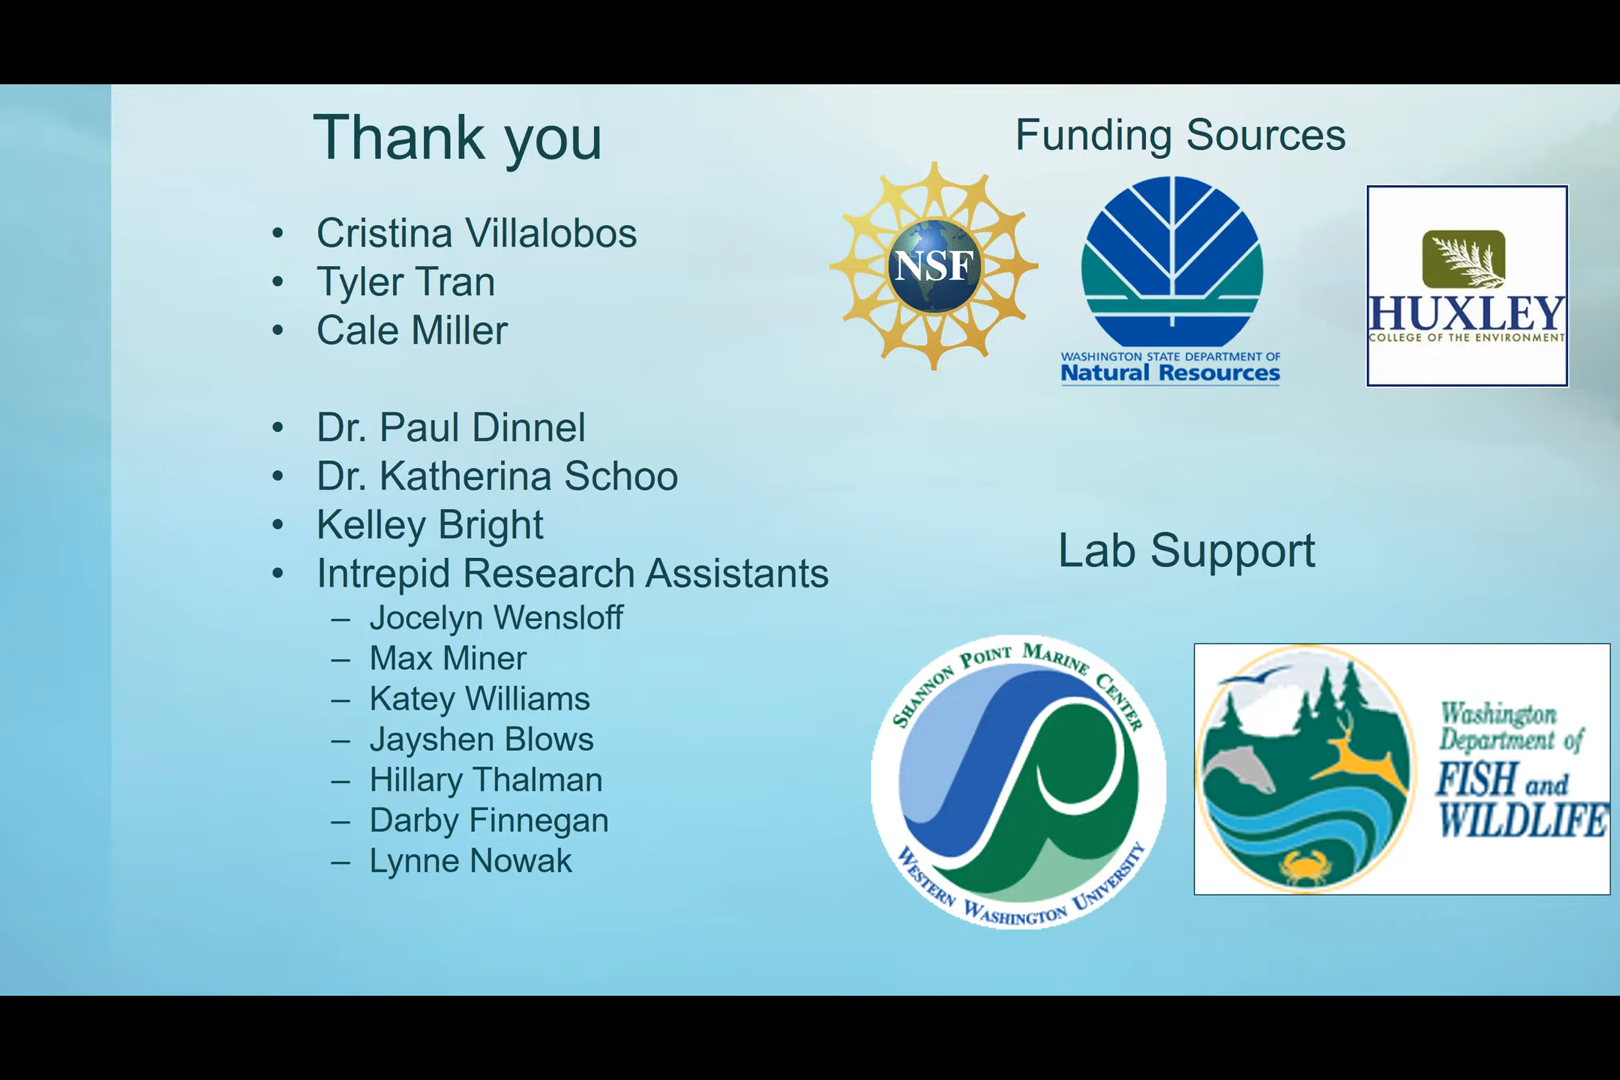 Thank you
• Cristina Villalobos
• Tyler Tran
• Cale Miller
• Dr. Paul Dinnel
• Dr. Katherina Schoo
• Kelley Bright
• Intrepid Research Assistants
– Jocelyn Wensloff
– Max Miner
– Katey Williams
– Jayshen Blows
– Hillary Thalman
– Darby Finnegan
– Lynne Nowak
Funding Sources
NSF
WASHINGTON STATE DEPARTMENT OF
Natural Resources
HUXLEY
COLLEGE OF THE ENVIRONMENT
Lab Support
SHANNON POINT MARINE CENTER
WESTERN WASHINGTON UNIVERSITY
Washington
Department of
FISH and
WILDLIFE